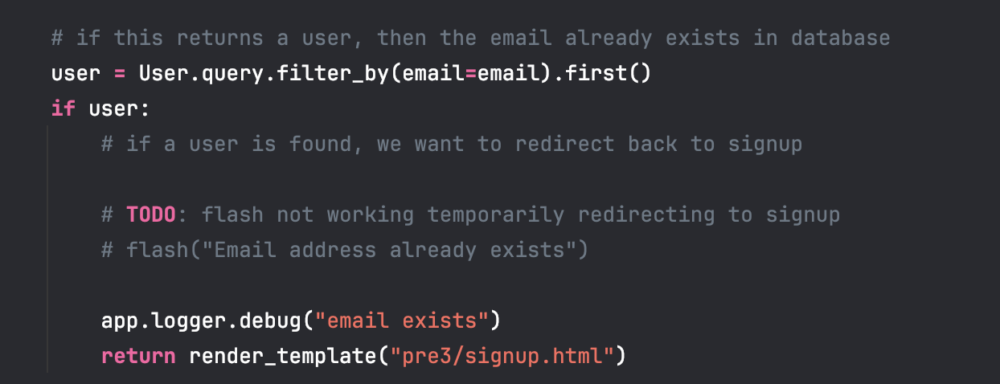 # if this returns a user, then the email already exists in database
user = User.query.filter_by(email=email).first()
if user:
    # if a user is found, we want to redirect back to signup

    # TODO: flash not working temporarily redirecting to signup
    # flash("Email address already exists")

    app.logger.debug("email exists")
    return render_template("pre3/signup.html")